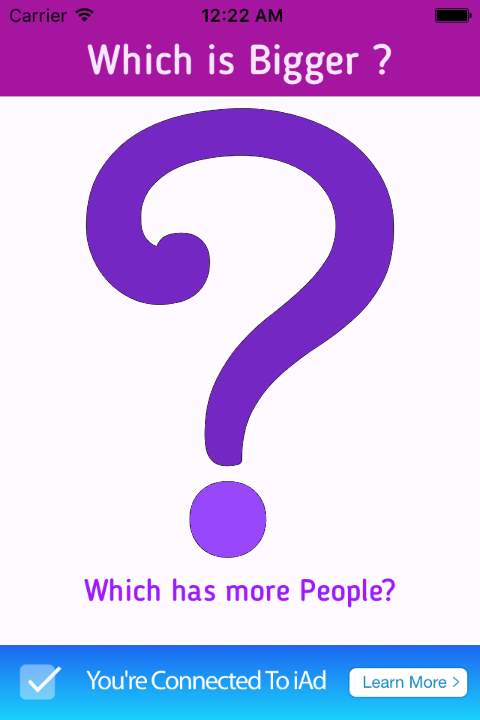 Carrier 12:22 AM
Which is Bigger ?
?
Which has more People?
You're Connected To iAd Learn More >